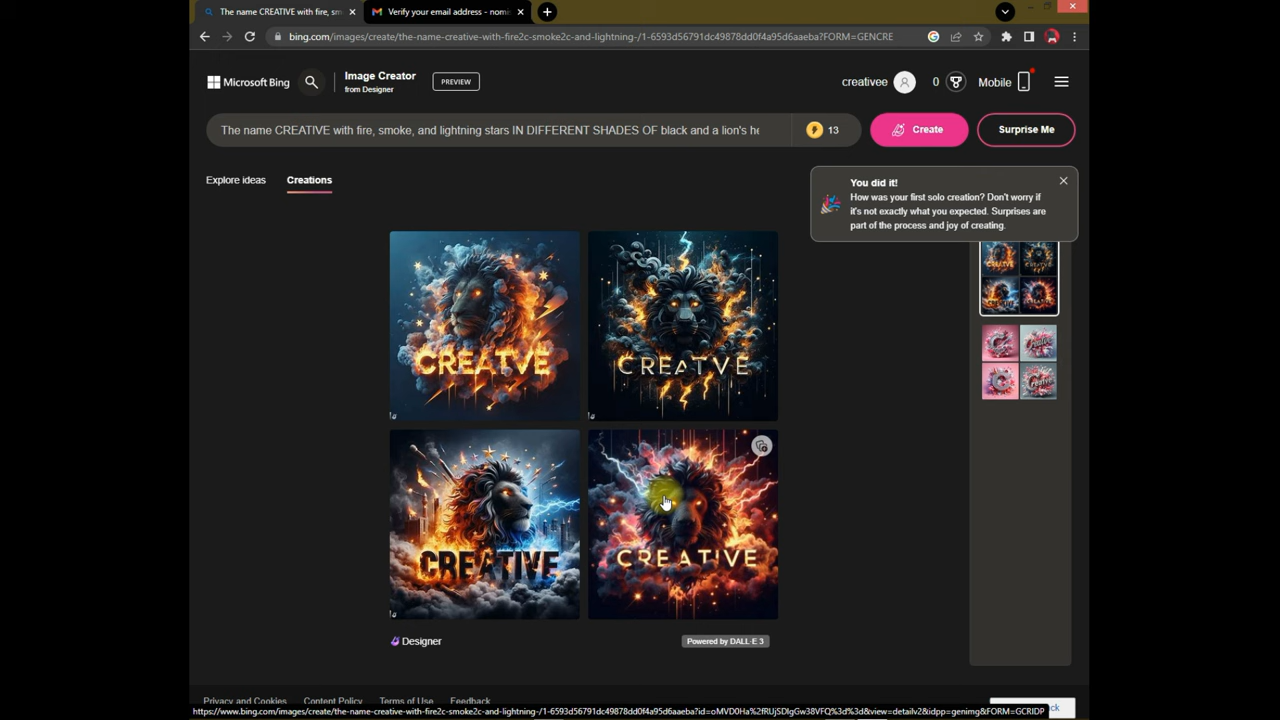 The name CREATIVE with fire, sm
Verify your email address - nomi
bing.com/images/create/the-name-creative-with-fire2c-smoke2c-and-lightning-/1-6593d56791dc49878dd0f4a95d6aaeba?FORM=GENCRE
Microsoft Bing
Image Creator
from Designer
PREVIEW
creativee
0
Mobile
The name CREATIVE with fire, smoke, and lightning stars IN DIFFERENT SHADES OF black and a lion's he
13
Create
Surprise Me
Explore ideas
Creations
You did it!
How was your first solo creation? Don't worry if
it's not exactly what you expected. Surprises are
part of the process and joy of creating.
CREATVE
CREATVE
CREATIVE
CREATIVE
Designer
Powered by DALL·E 3
Privacy and Cookies
Content Policy
Terms of Use
Feedback
https://www.bing.com/images/create/the-name-creative-with-fire2c-smoke2c-and-lightning-/1-6593d56791dc49878dd0f4a95d6aaeba?id=oMVD0Ha%2fRUjSDlgGw38VFQ%3d%3d&view=detailv2&idpp=genimg&FORM=GCRIDP